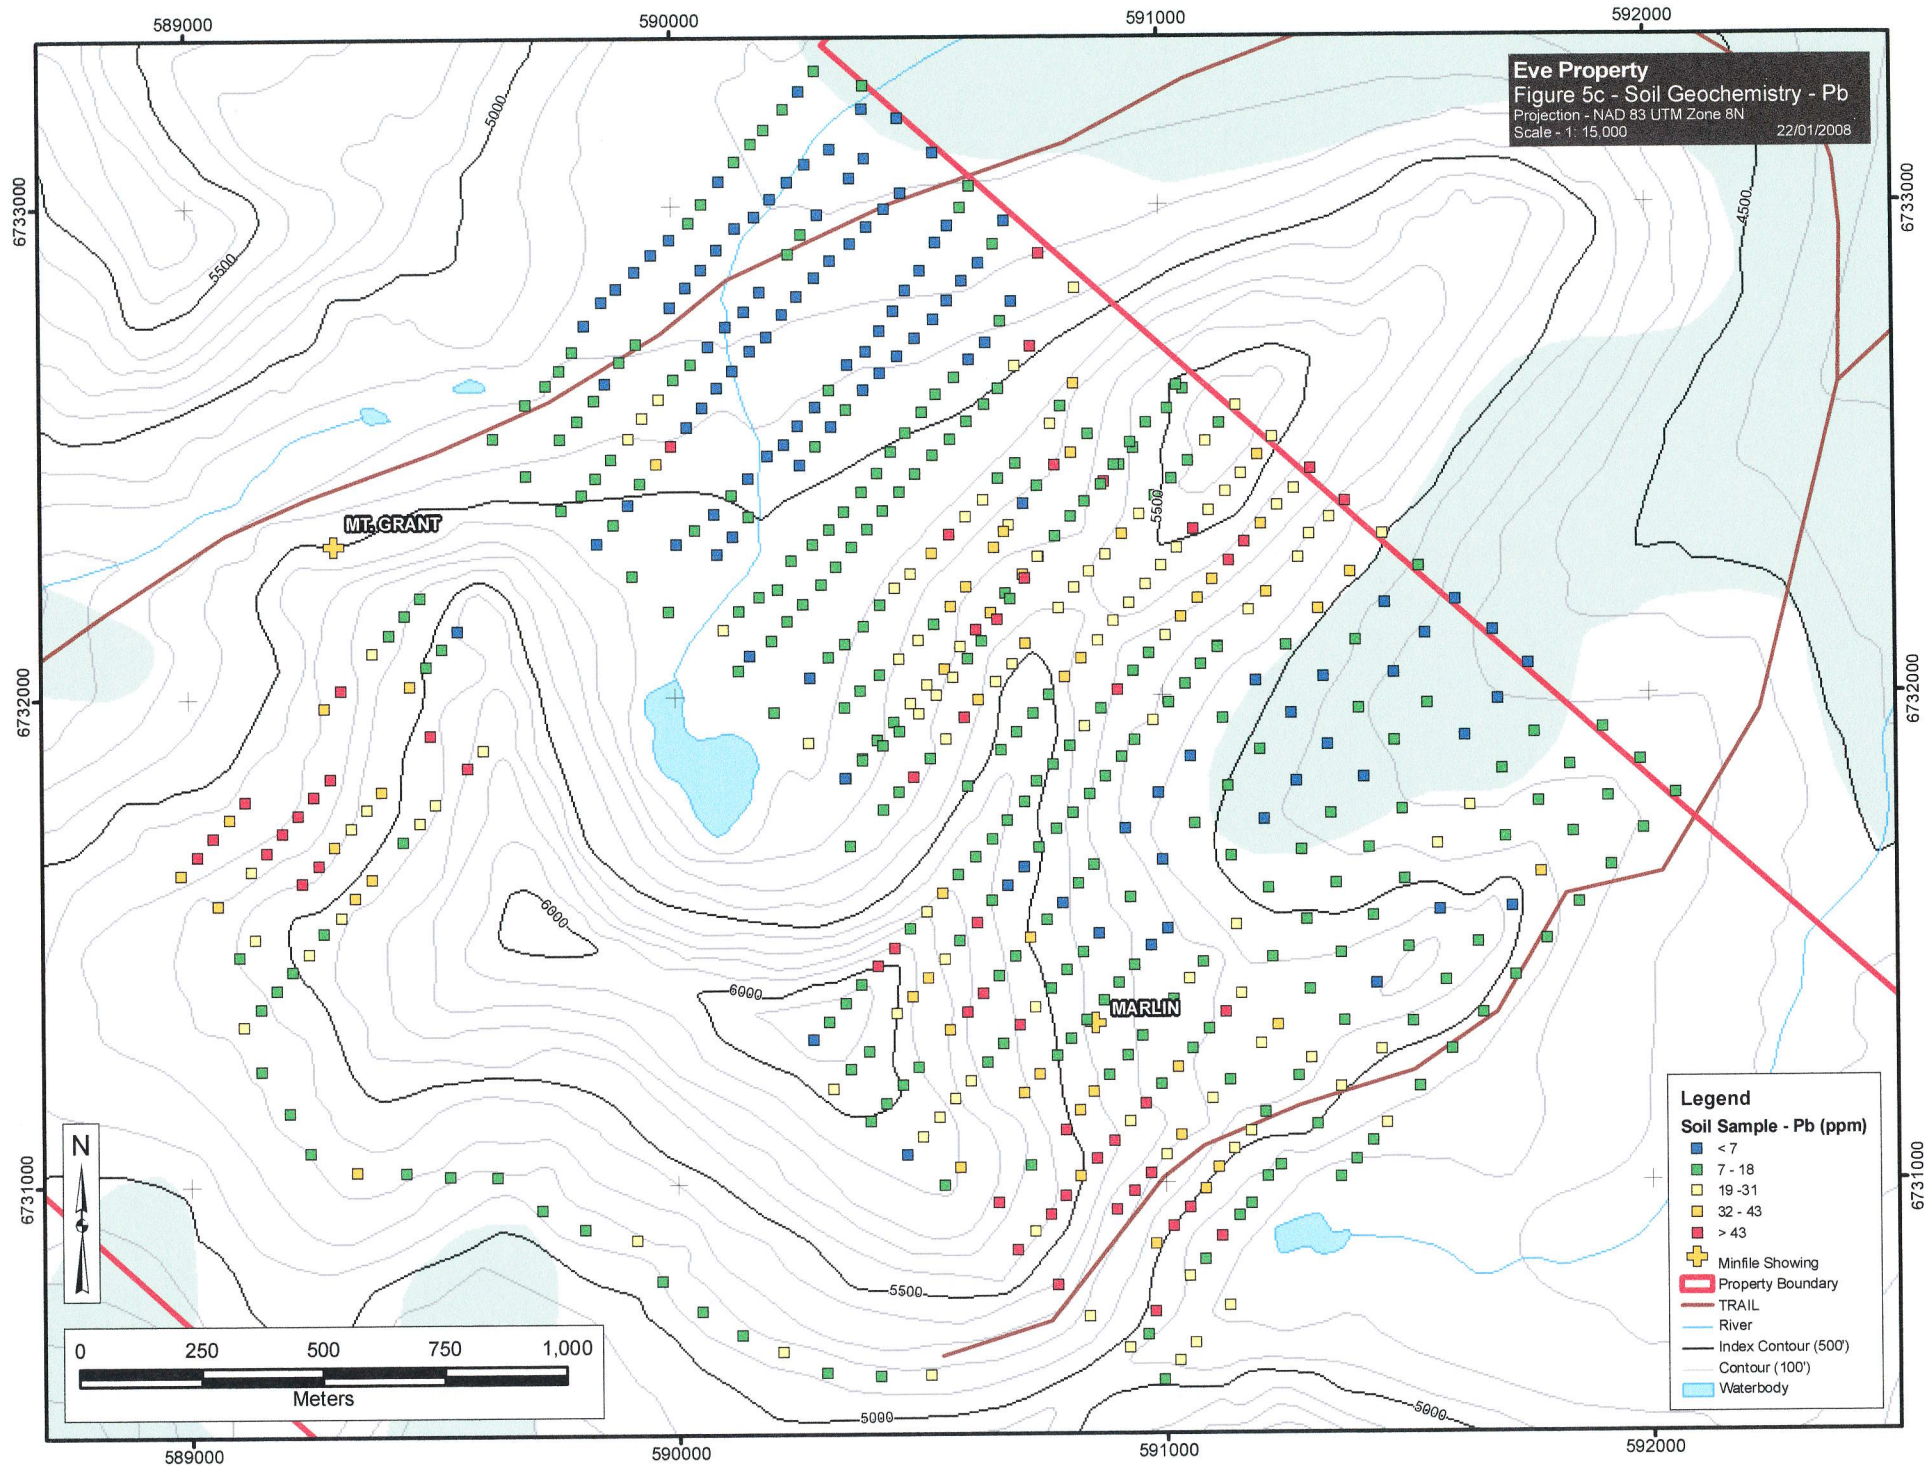 589000
590000
591000
592000
Eve Property
Figure 5c - Soil Geochemistry - Pb
Projection - NAD 83 UTM Zone 8N
Scale - 1: 15,000
22/01/2008
5000
5500
4500
6733000
6733000
MT. GRANT
5500
6732000
6732000
6000
6000
MARLIN
6731000
6731000
5500
5000
5000
N
0
250
500
750
1,000
Meters
Legend
Soil Sample - Pb (ppm)
< 7
7 - 18
19 -31
32 - 43
> 43
Minfile Showing
Property Boundary
TRAIL
River
Index Contour (500')
Contour (100')
Waterbody
589000
590000
591000
592000